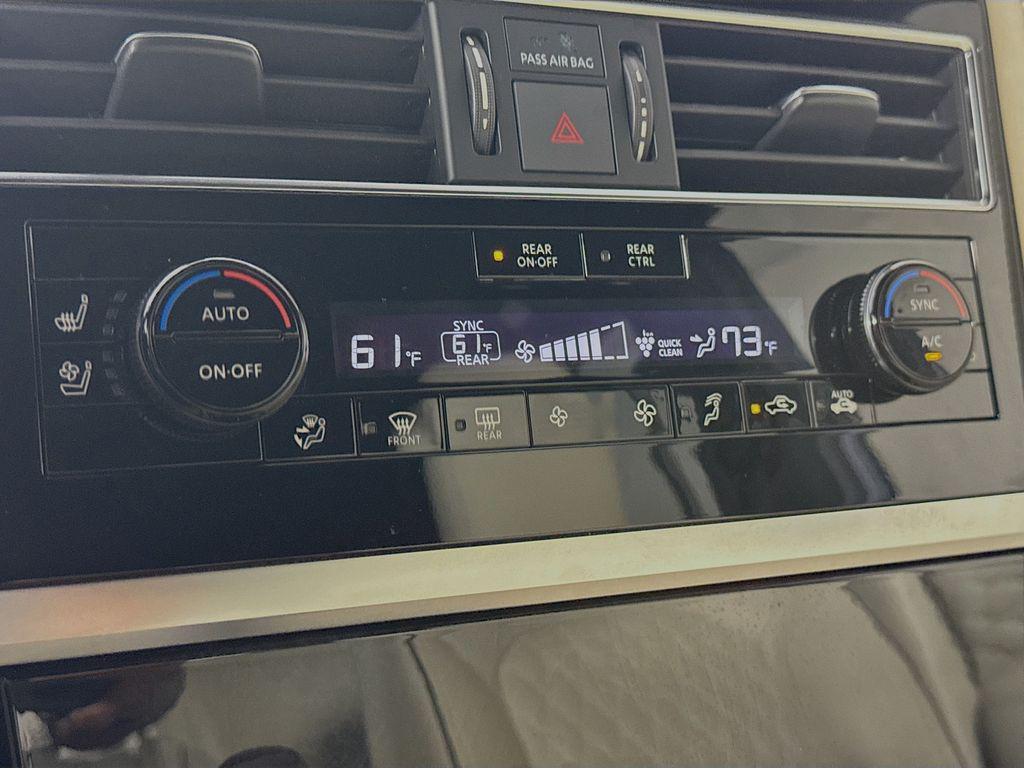 PASS AIR BAG
REAR
ON·OFF
REAR
CTRL
AUTO
ON·OFF
61°F
SYNC
61°F
REAR
QUICK
CLEAN
73°F
SYNC
A/C
FRONT
REAR
AUTO